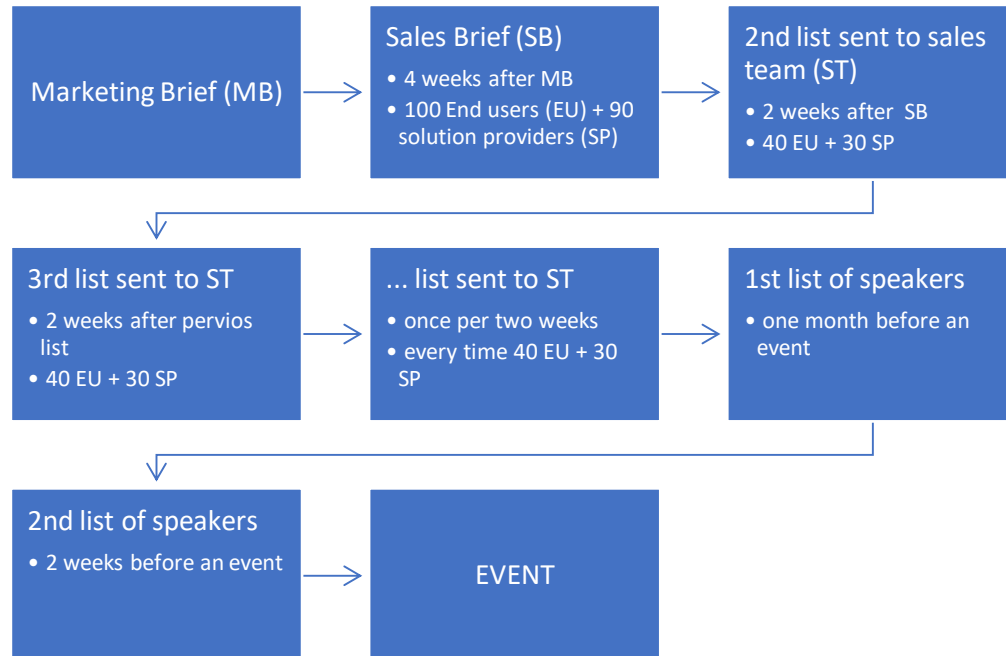 Marketing Brief (MB)
Sales Brief (SB)
• 4 weeks after MB
• 100 End users (EU) + 90
solution providers (SP)
2nd list sent to sales
team (ST)
• 2 weeks after SB
• 40 EU + 30 SP
3rd list sent to ST
• 2 weeks after pervios
list
• 40 EU + 30 SP
... list sent to ST
• once per two weeks
• every time 40 EU + 30
SP
1st list of speakers
• one month before an
event
2nd list of speakers
• 2 weeks before an event
EVENT